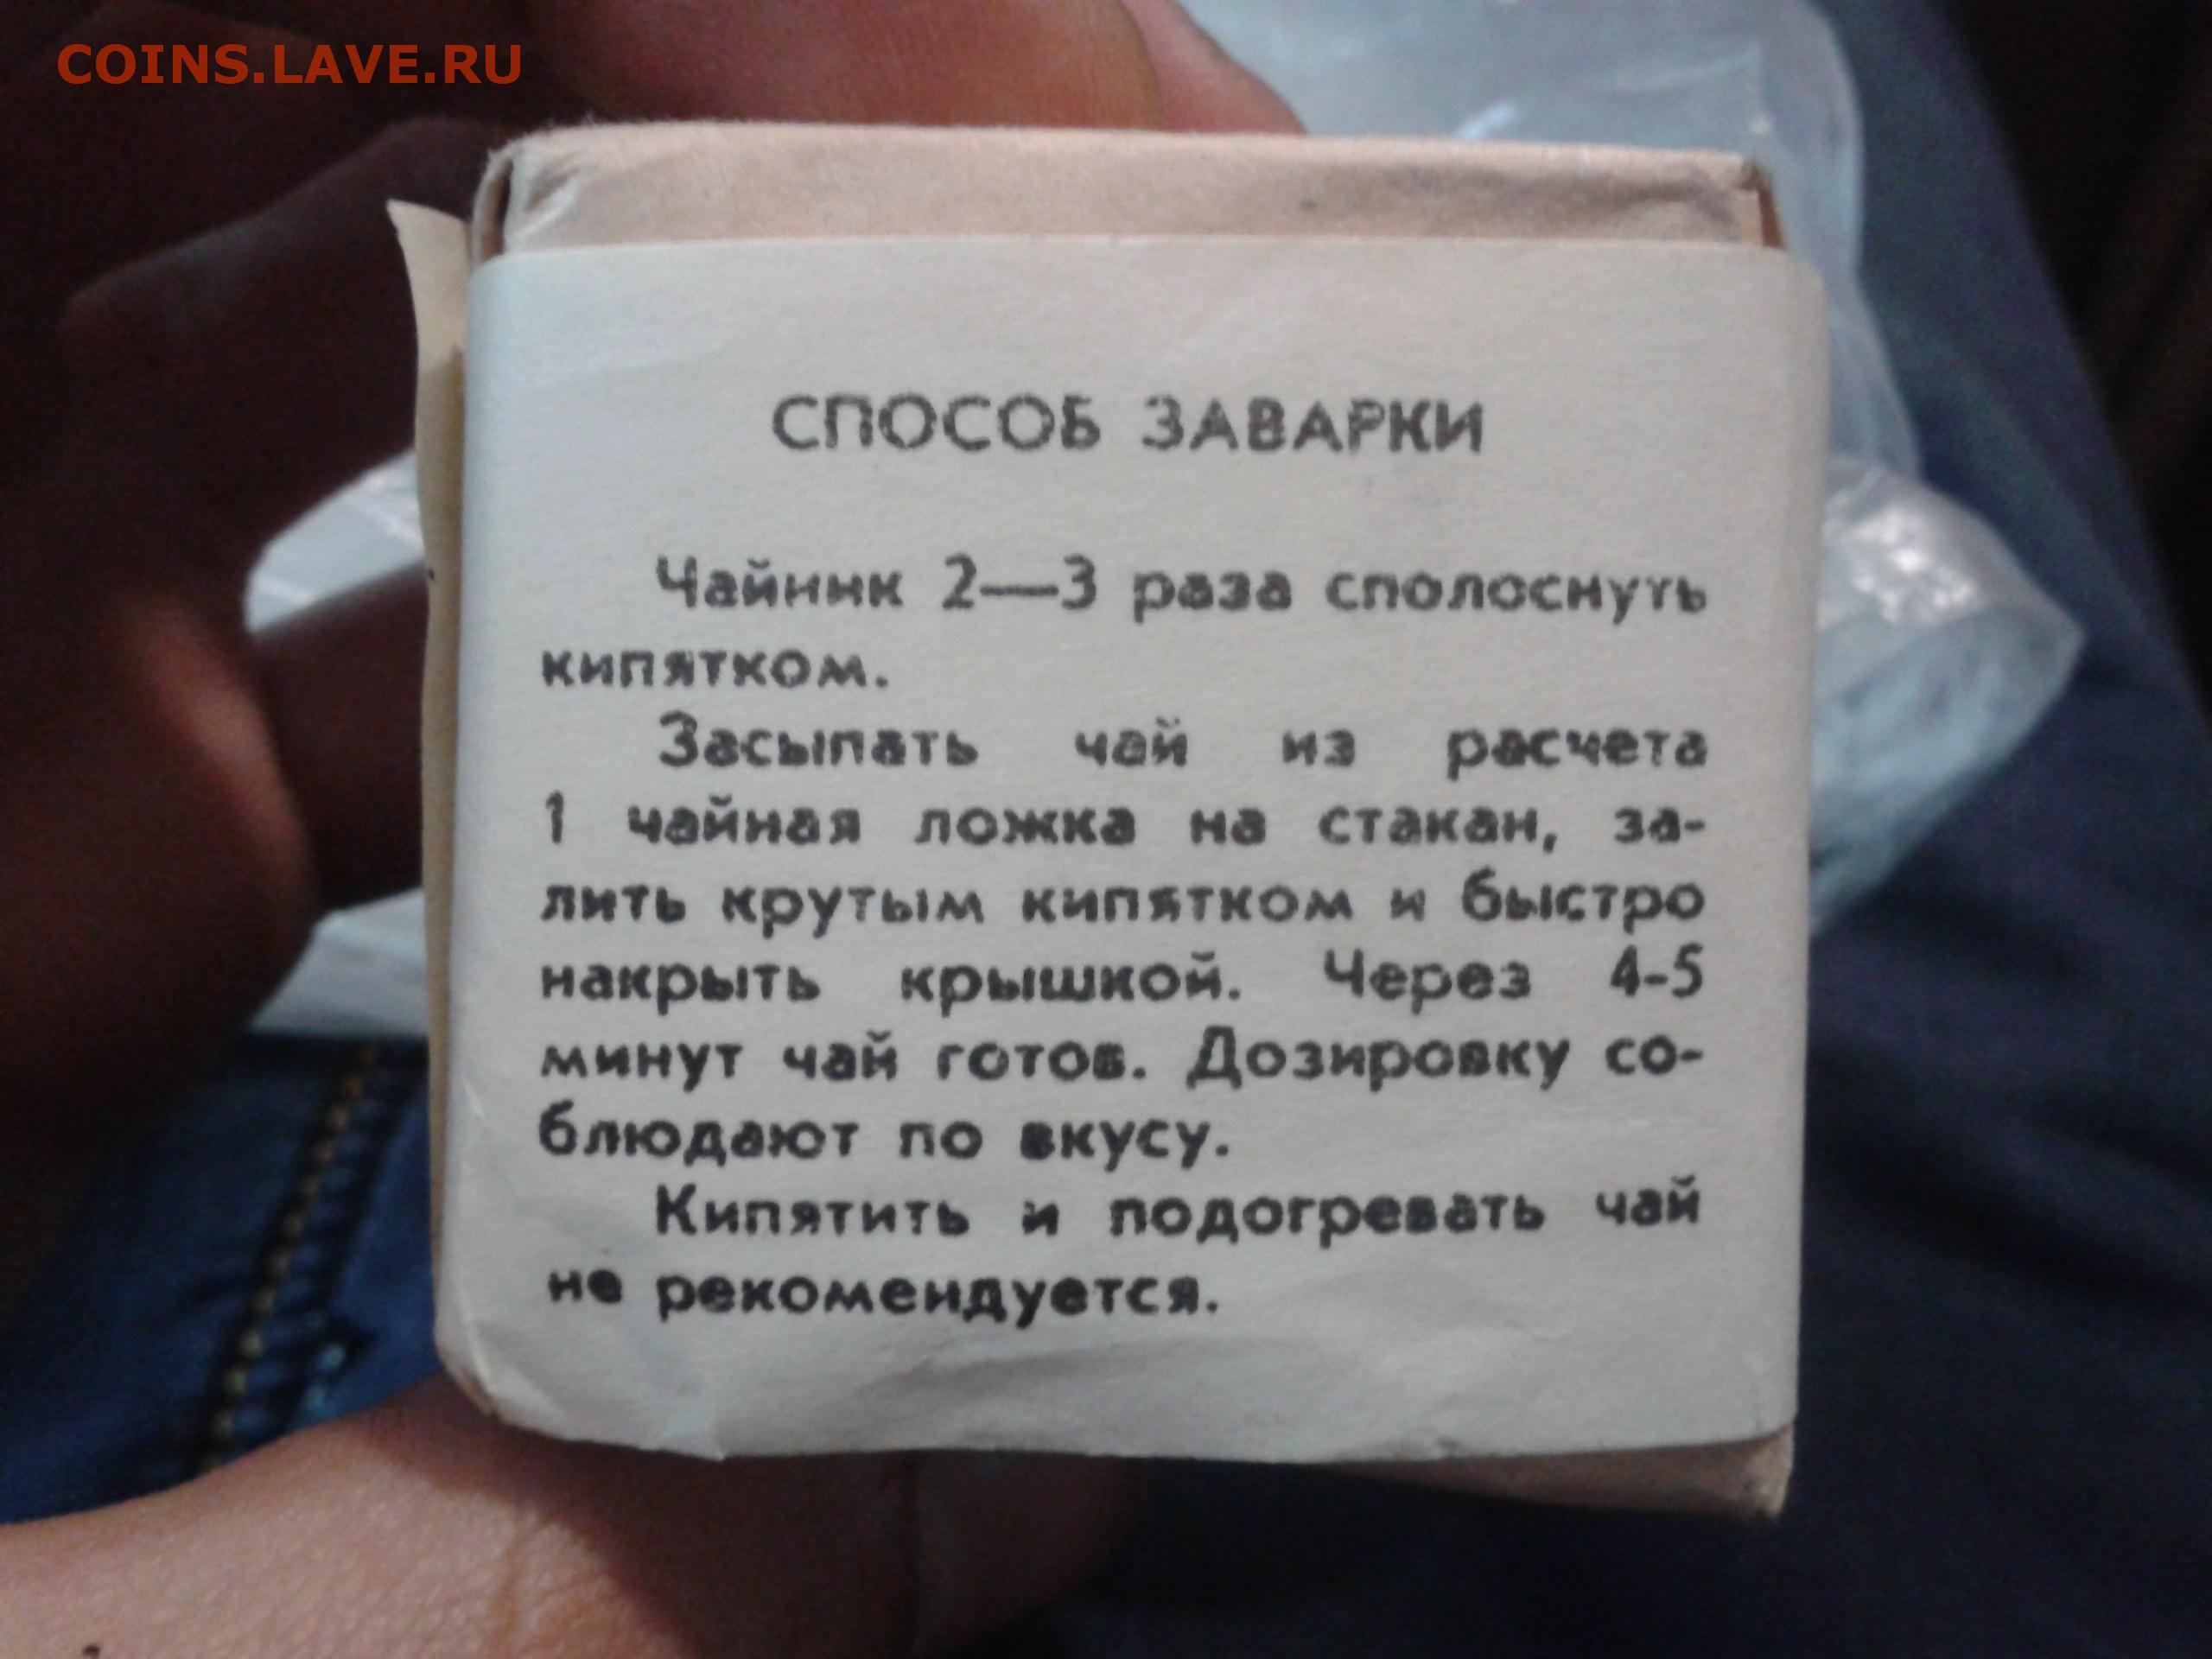 COINS.LAVE.RU
СПОСОБ ЗАВАРКИ
Чайник 2—3 раза сполоснуть
кипятком.
Засыпать чай из расчета
1 чайная ложка на стакан, за-
лить крутым кипятком и быстро
накрыть крышкой. Через 4-5
минут чай готов. Дозировку со-
блюдают по вкусу.
Кипятить и подогревать чай
не рекомендуется.